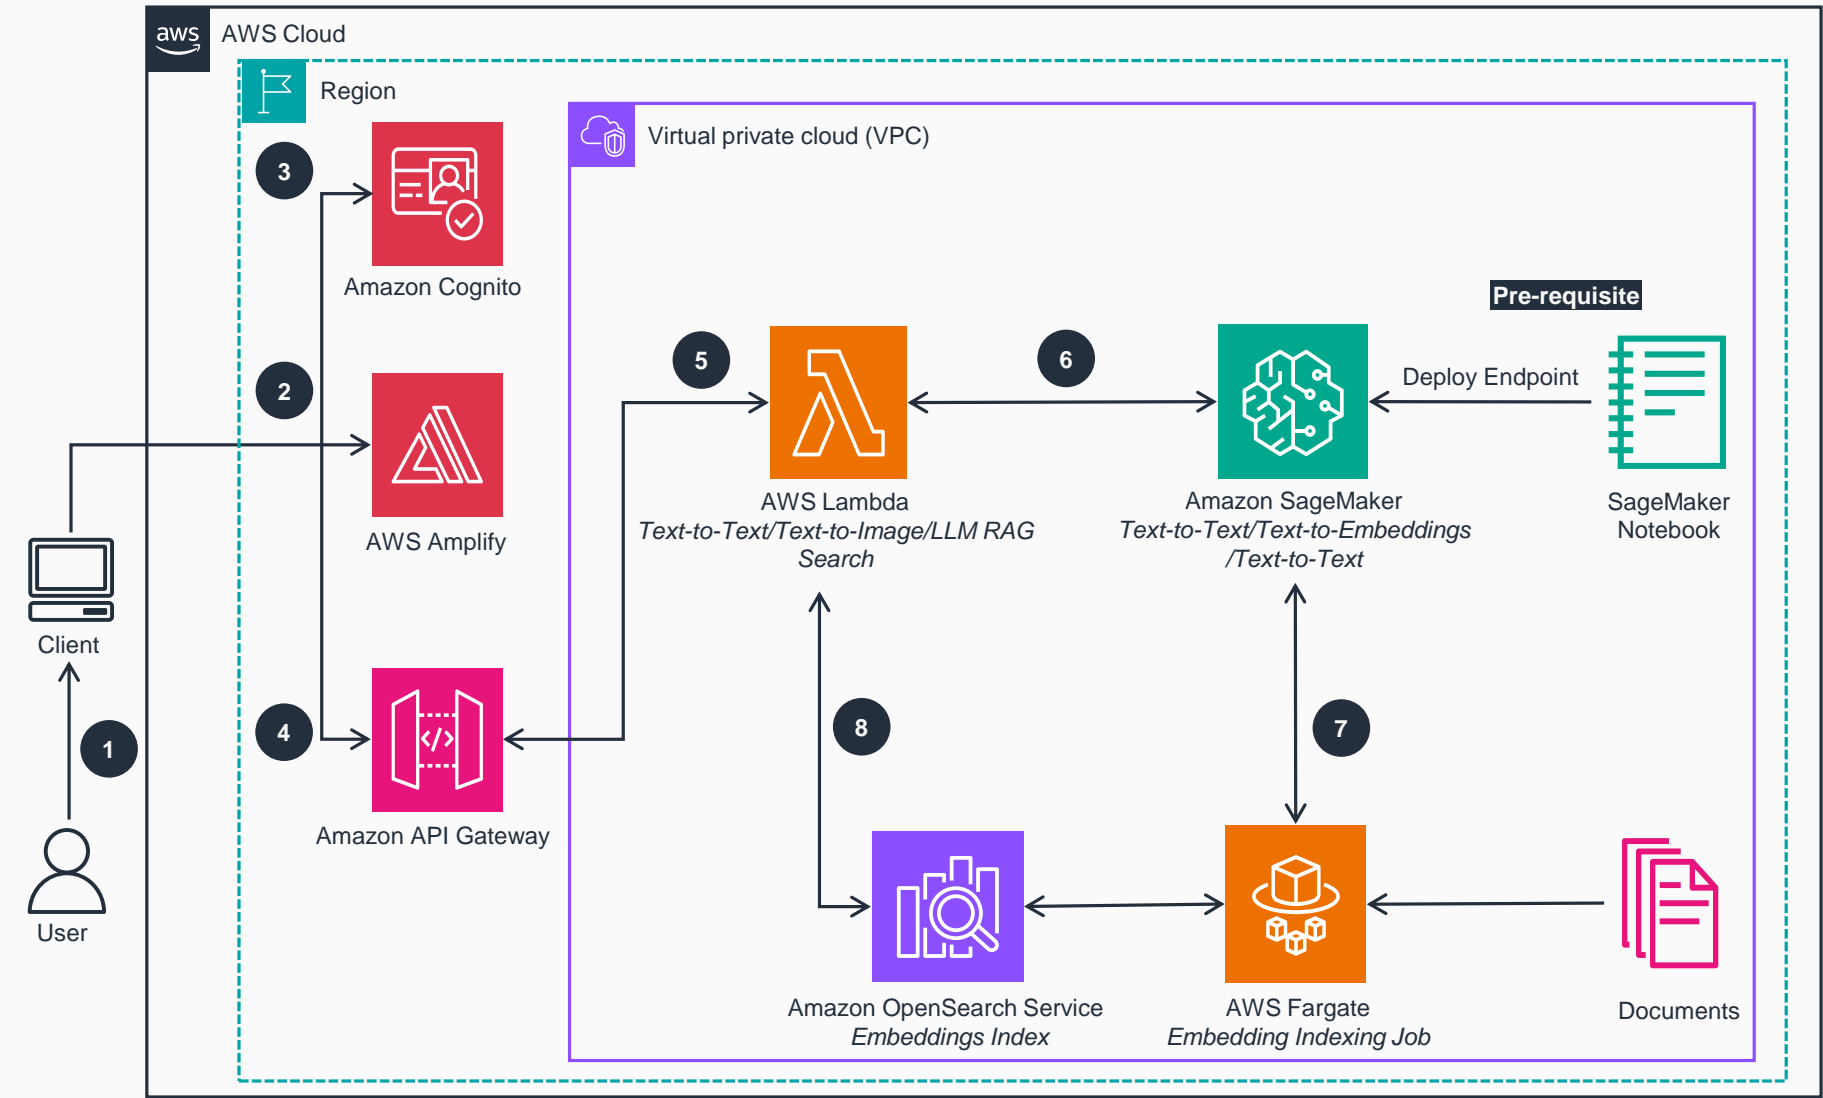 aws
AWS Cloud
Region
Virtual private cloud (VPC)
3
Amazon Cognito
Pre-requisite
2
5
6
Deploy Endpoint
AWS Amplify
AWS Lambda
Text-to-Text/Text-to-Image/LLM RAG
Search
Amazon SageMaker
Text-to-Text/Text-to-Embeddings
/Text-to-Text
SageMaker
Notebook
Client
1
4
8
7
Amazon API Gateway
User
Amazon OpenSearch Service
Embeddings Index
AWS Fargate
Embedding Indexing Job
Documents